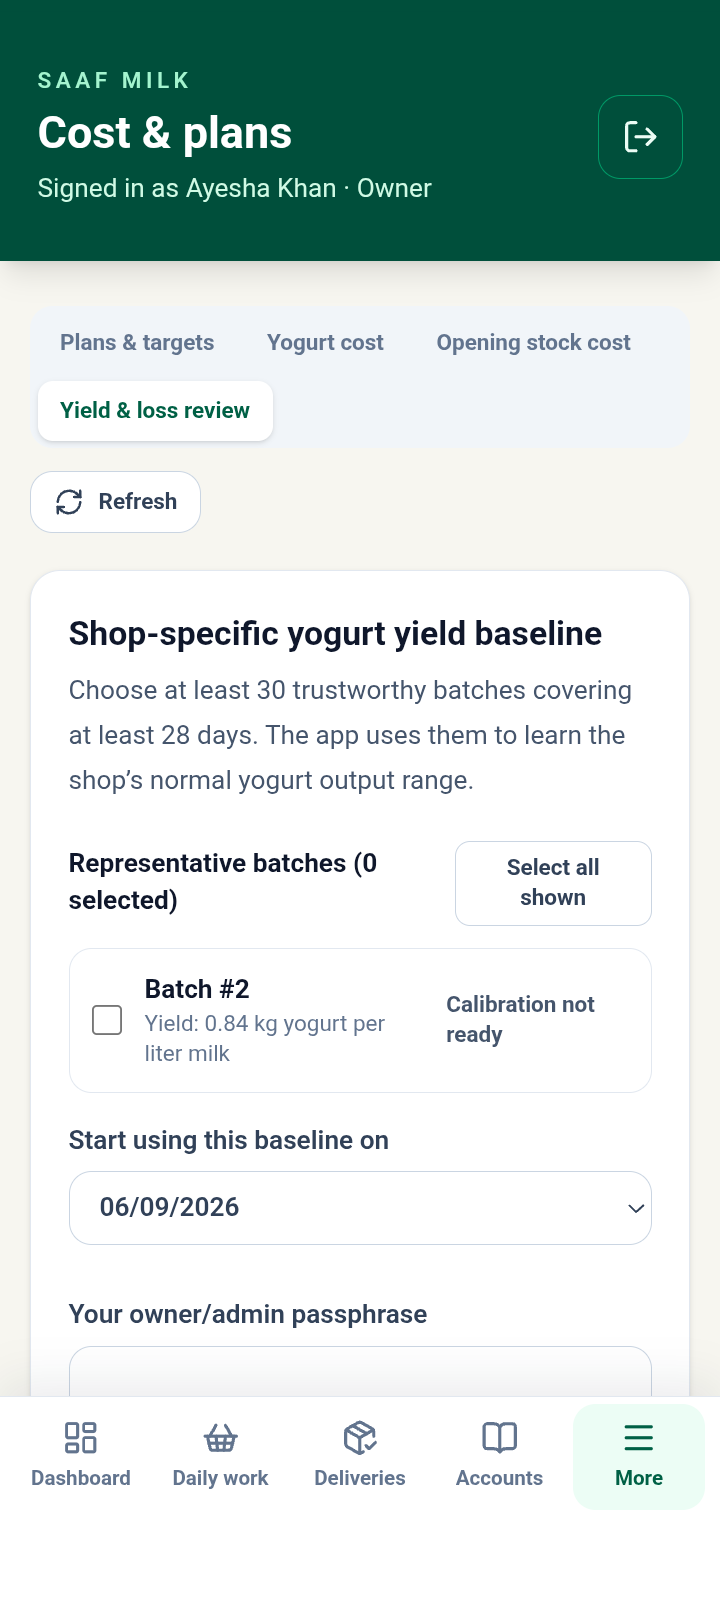 SAAF MILK
Cost & plans
Signed in as Ayesha Khan · Owner
Plans & targets
Yogurt cost
Opening stock cost
Yield & loss review
Refresh
Shop-specific yogurt yield baseline
Choose at least 30 trustworthy batches covering
at least 28 days. The app uses them to learn the
shop’s normal yogurt output range.
Representative batches (0
selected)
Select all
shown
Batch #2
Yield: 0.84 kg yogurt per
liter milk
Calibration not
ready
Start using this baseline on
06/09/2026
Your owner/admin passphrase
Dashboard
Daily work
Deliveries
Accounts
More